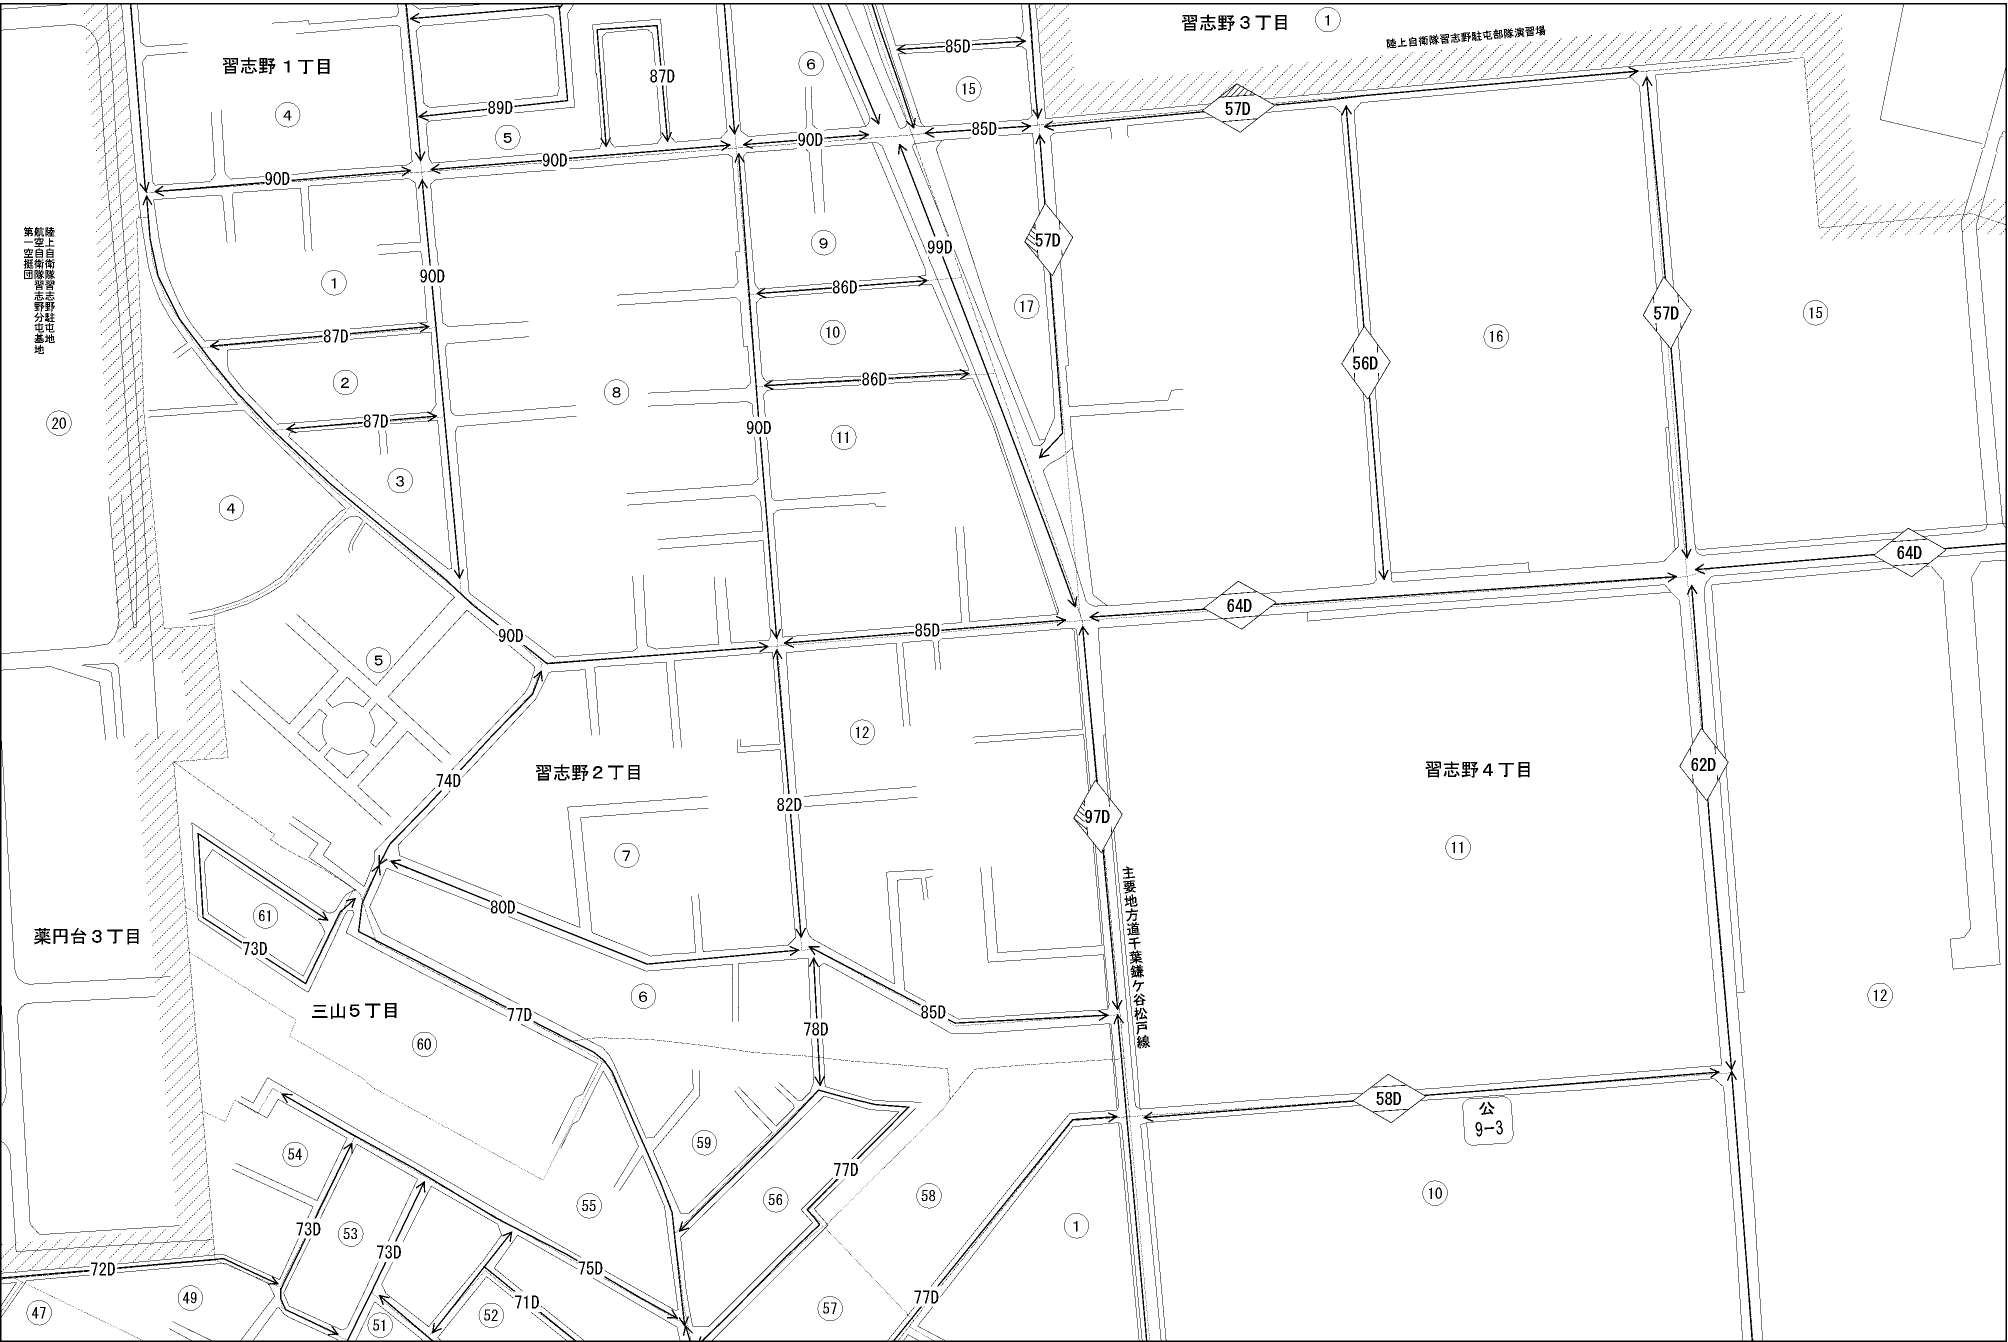 習志野３丁目
1
陸上自衛隊習志野駐屯部隊演習場
習志野１丁目
4
89D
5
87D
6
85D
15
57D
90D
90D
90D
85D
陸上自衛隊習志野駐屯地
航空自衛隊習志野分屯基地
第一空挺団
20
1
90D
87D
2
87D
3
4
8
9
86D
10
86D
90D
11
99D
57D
17
56D
16
57D
15
64D
64D
90D
85D
5
74D
習志野２丁目
12
82D
7
97D
習志野４丁目
62D
11
主要地方道千葉鎌ケ谷松戸線
12
80D
61
73D
薬円台３丁目
三山５丁目
60
77D
6
78D
85D
58D
公
9-3
10
54
73D
53
73D
55
59
56
77D
58
1
75D
72D
49
47
51
52
71D
57
77D